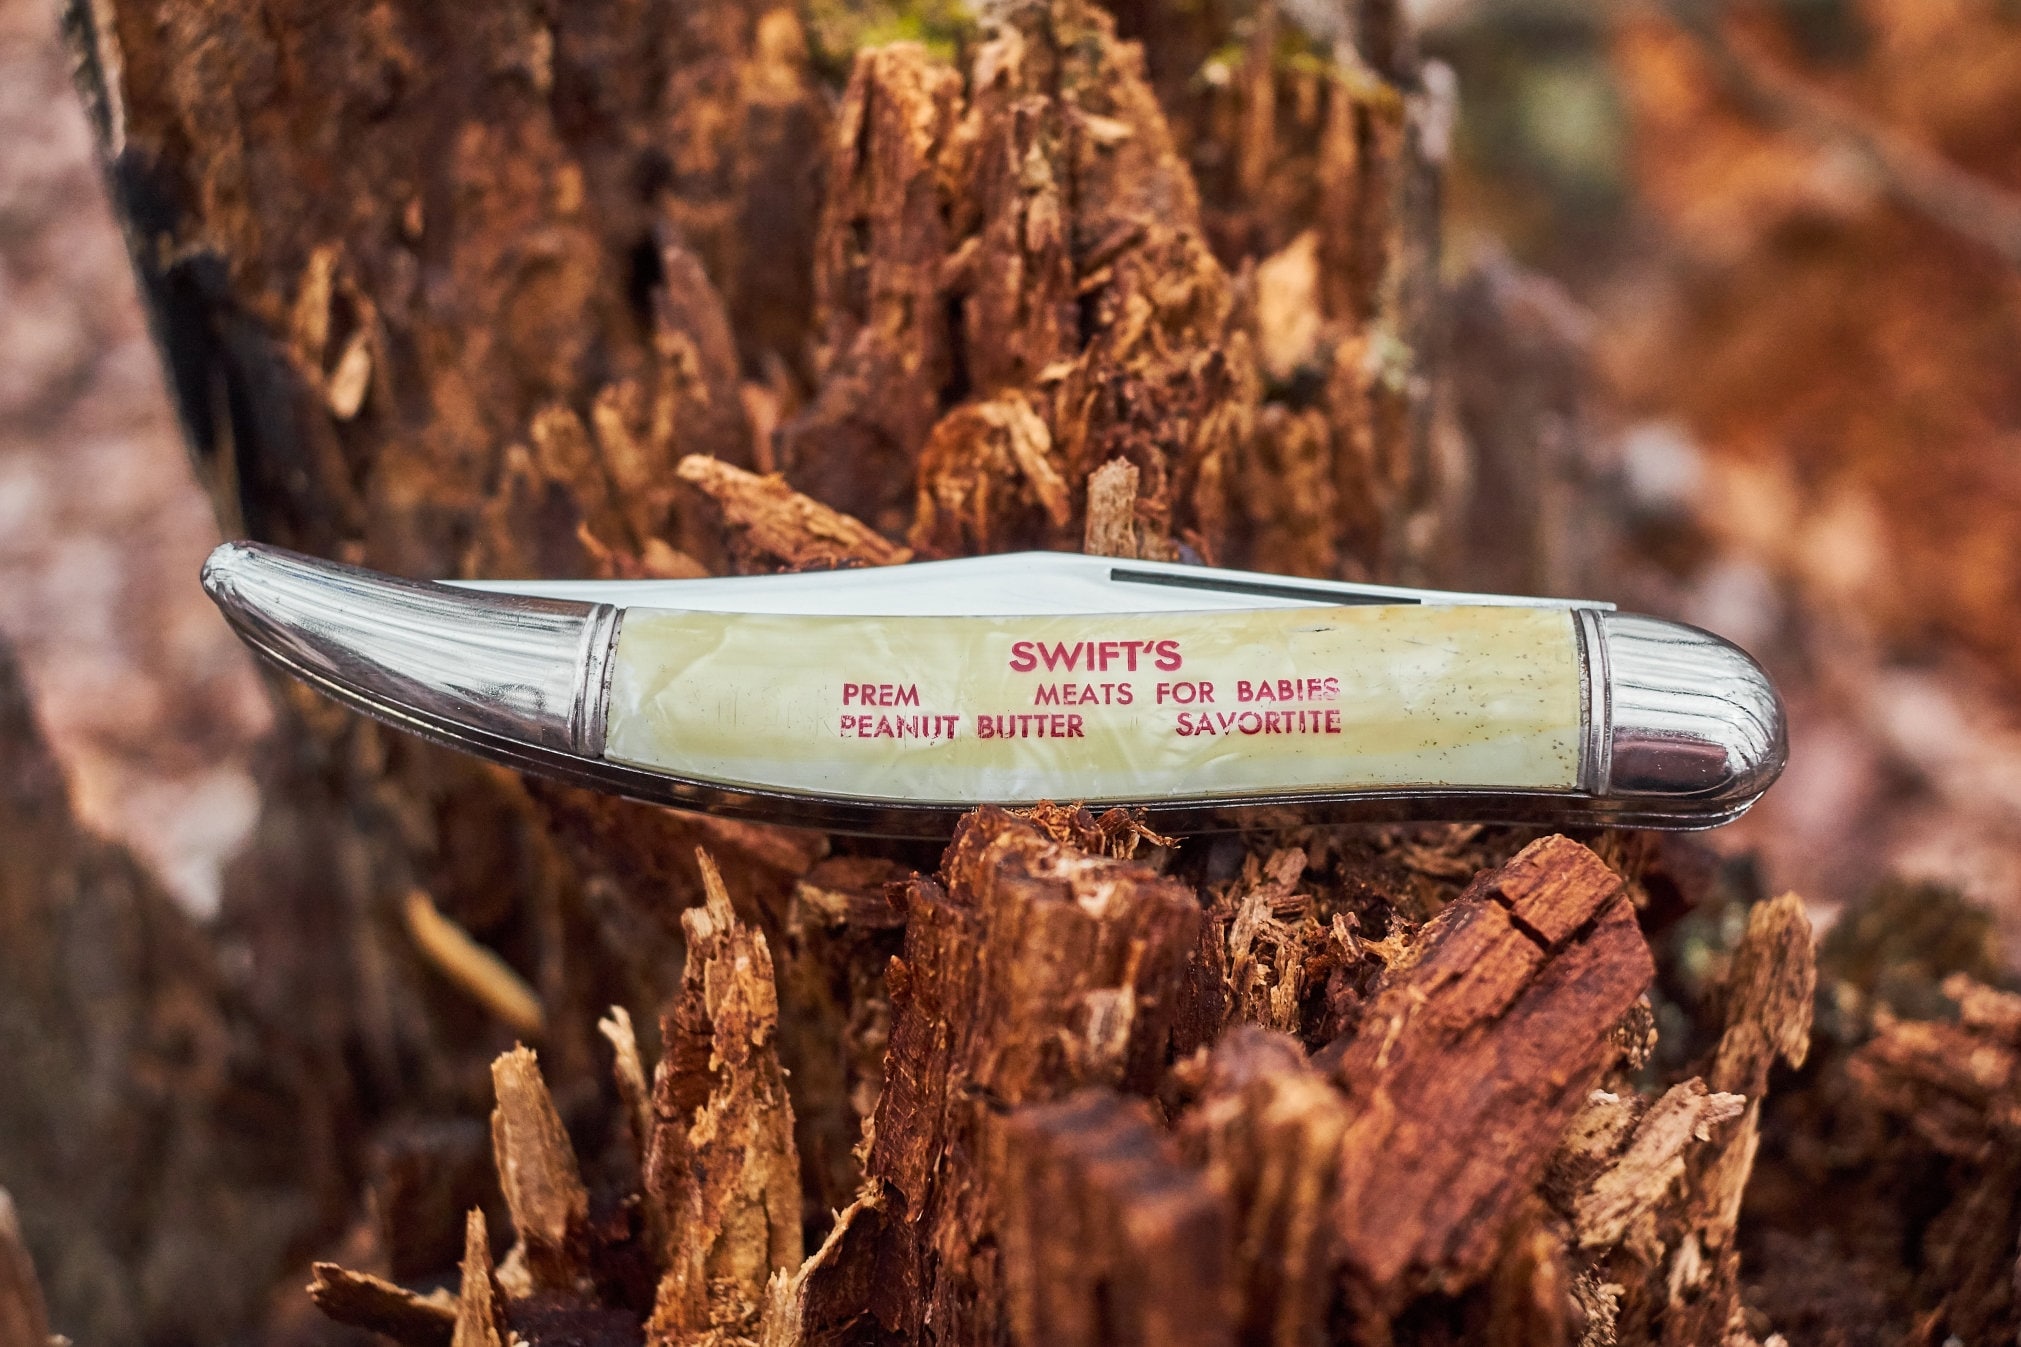 SWIFT'S
PREM MEATS FOR BABIES
PEANUT BUTTER SAVORTITE